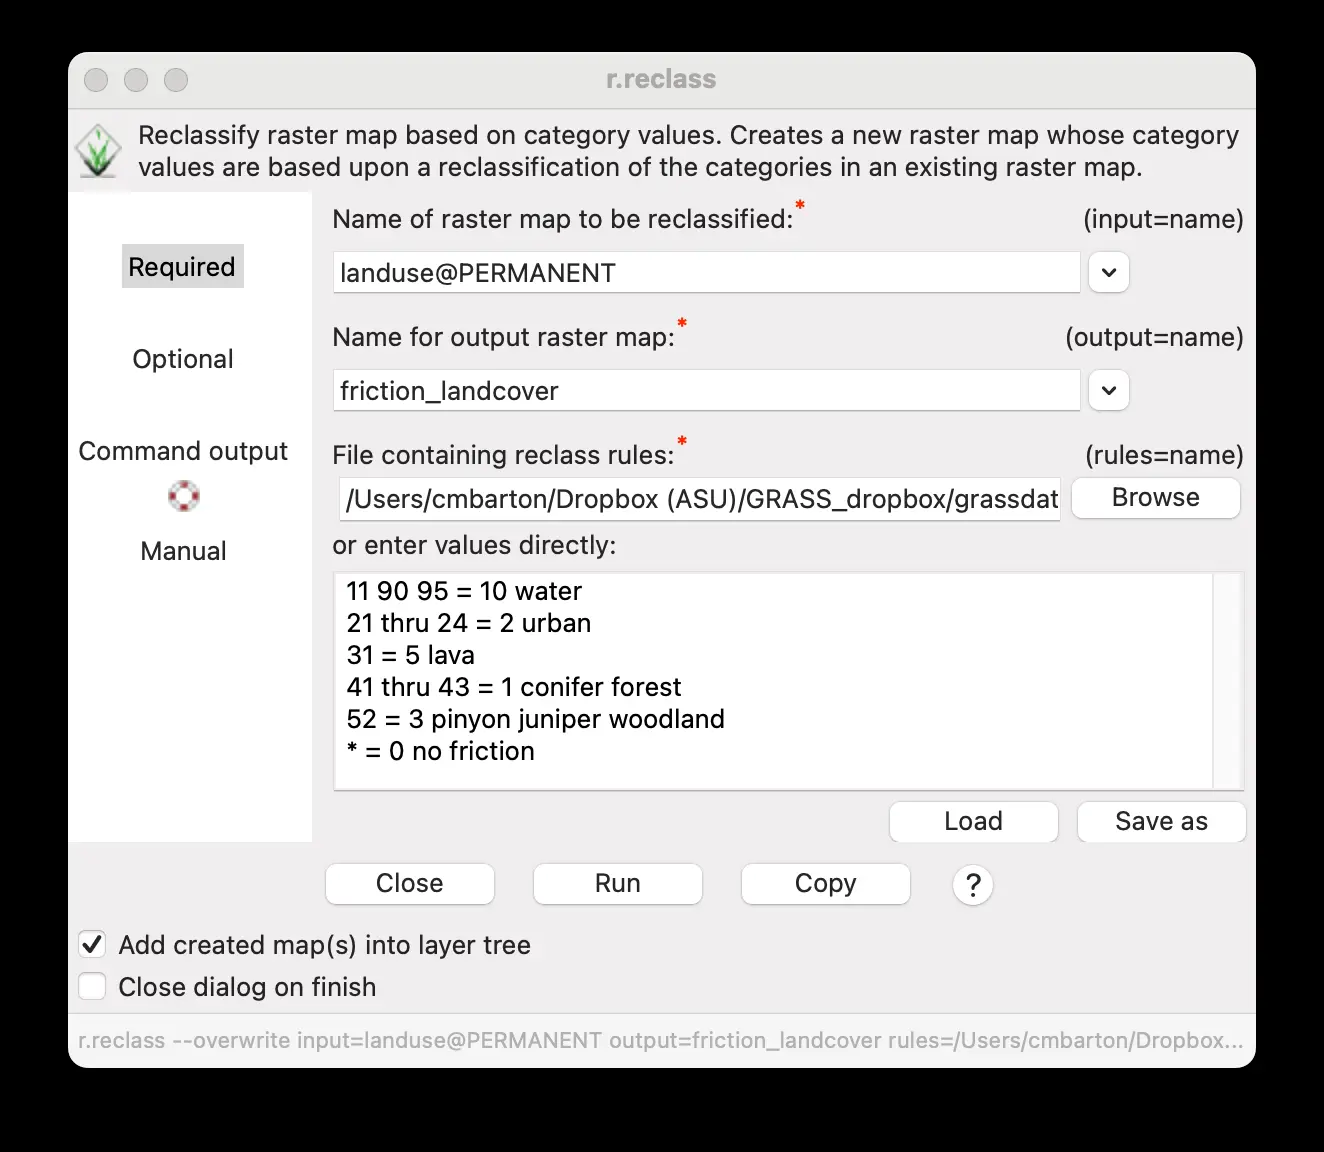 r.reclass
Reclassify raster map based on category values. Creates a new raster map whose category
values are based upon a reclassification of the categories in an existing raster map.
Required
Optional
Command output
Manual
Name of raster map to be reclassified:* (input=name)
landuse@PERMANENT
Name for output raster map:* (output=name)
friction_landcover
File containing reclass rules:* (rules=name)
/Users/cmbarton/Dropbox (ASU)/GRASS_dropbox/grassdat Browse
or enter values directly:
11 90 95 = 10 water
21 thru 24 = 2 urban
31 = 5 lava
41 thru 43 = 1 conifer forest
52 = 3 pinyon juniper woodland
* = 0 no friction
Load Save as
Close Run Copy ?
Add created map(s) into layer tree
Close dialog on finish
r.reclass --overwrite input=landuse@PERMANENT output=friction_landcover rules=/Users/cmbarton/Dropbox...